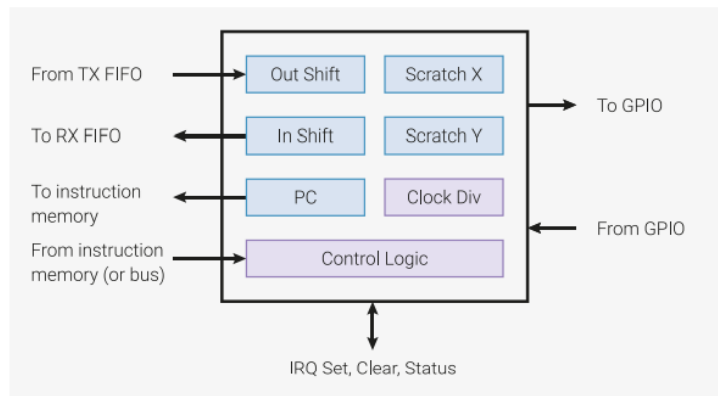 From TX FIFO
Out Shift
Scratch X
To GPIO
To RX FIFO
In Shift
Scratch Y
To instruction
memory
PC
Clock Div
From GPIO
From instruction
memory (or bus)
Control Logic
IRQ Set, Clear, Status